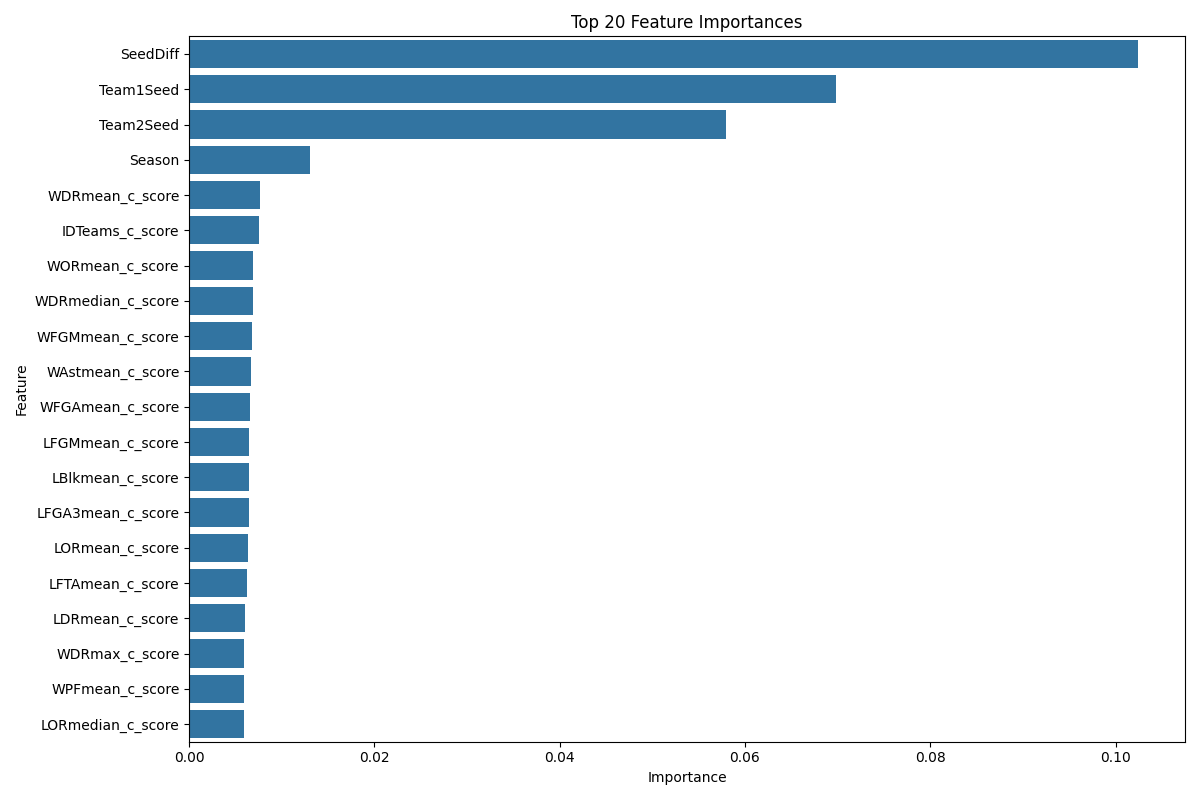 Top 20 Feature Importances
SeedDiff
Team1Seed
Team2Seed
Season
WDRmean_c_score
IDTeams_c_score
WORmean_c_score
WDRmedian_c_score
WFGMmean_c_score
WAstmean_c_score
WFGAmean_c_score
LFGMmean_c_score
LBlkmean_c_score
LFGA3mean_c_score
LORmean_c_score
LFTAmean_c_score
LDRmean_c_score
WDRmax_c_score
WPFmean_c_score
LORmedian_c_score
Feature
0.00 0.02 0.04 0.06 0.08 0.10
Importance